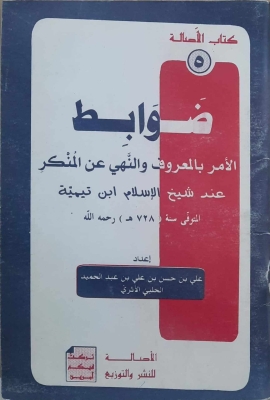 كتاب الأصالة
٥
ضوابط
الأمر بالمعروف والنهي عن المنكر
عند شيخ الإسلام ابن تيمية
المتوفى سنة ( ٧٢٨ هـ ) رحمه الله
إعداد
علي بن حسن بن علي بن عبد الحميد
الحلبي الأثري
الأصالة
للنشر والتوزيع